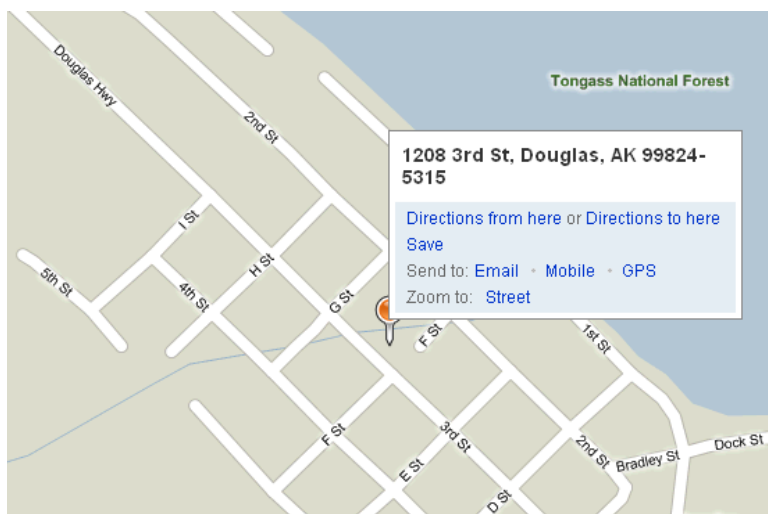 Douglas Hwy
2nd St
Tongass National Forest
1208 3rd St, Douglas, AK 99824-
5315
Directions from here or Directions to here
Save
Send to: Email • Mobile • GPS
Zoom to: Street
I St
H St
5th St
4th St
G St
F St
1st St
F St
3rd St
E St
2nd St
Bradley St
Dock St
D St